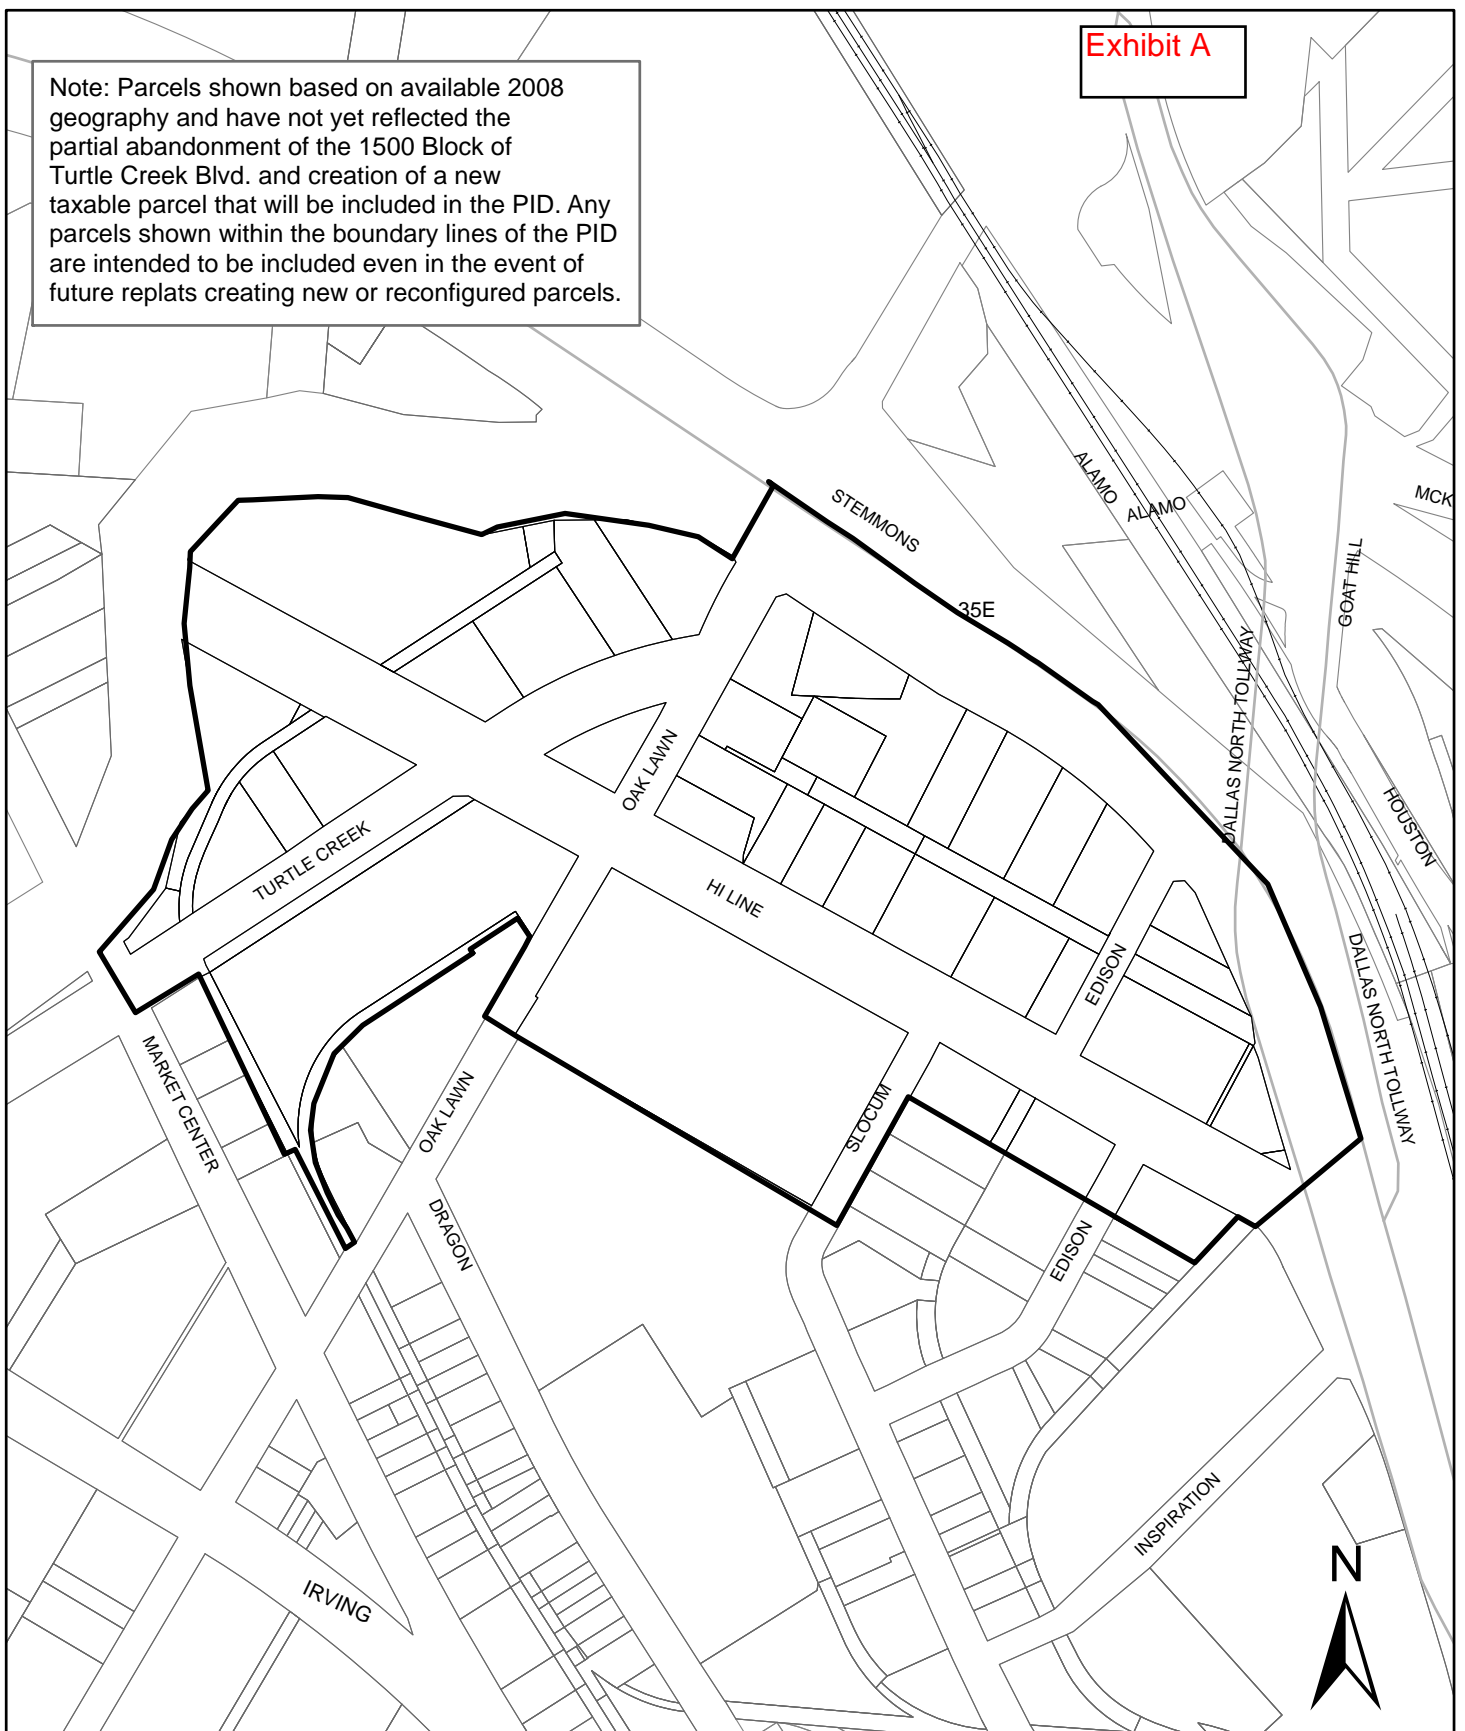 Exhibit A
Note: Parcels shown based on available 2008
geography and have not yet reflected the
partial abandonment of the 1500 Block of
Turtle Creek Blvd. and creation of a new
taxable parcel that will be included in the PID. Any
parcels shown within the boundary lines of the PID
are intended to be included even in the event of
future replats creating new or reconfigured parcels.
STEMMONS
ALAMO
ALAMO
MCK
GOAT HILL
35E
DALLAS NORTH TOLLWAY
OAK LAWN
HOUSTON
TURTLE CREEK
HI LINE
EDISON
DALLAS NORTH TOLLWAY
MARKET CENTER
OAK LAWN
SLOCUM
DRAGON
EDISON
INSPIRATION
IRVING
N